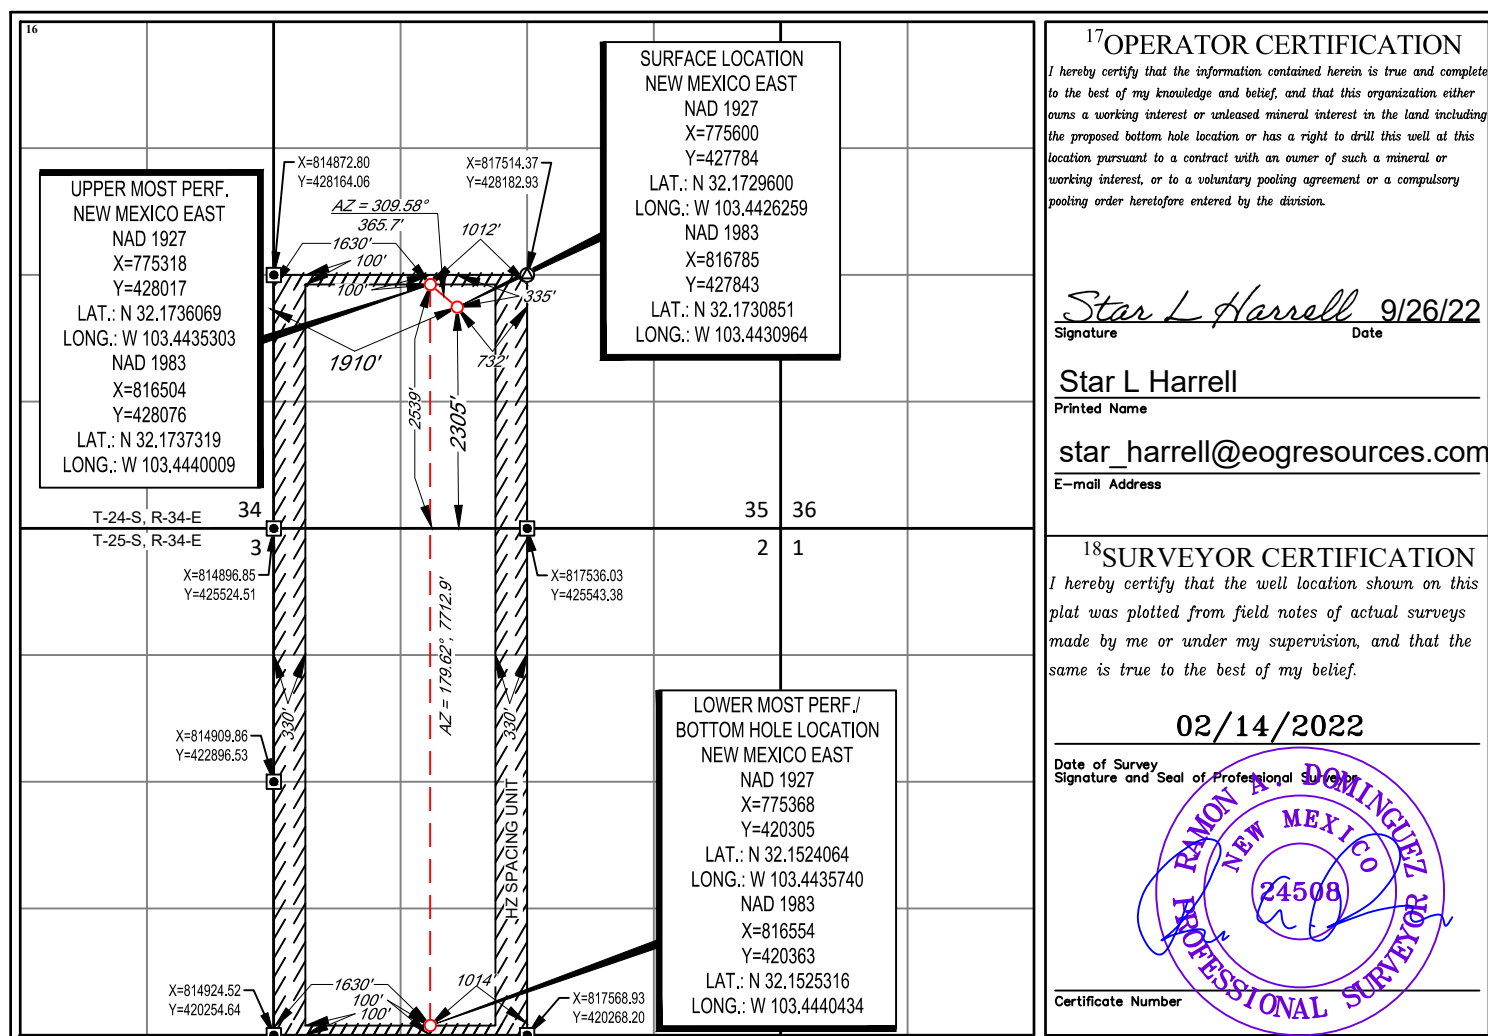 16
SURFACE LOCATION
NEW MEXICO EAST
NAD 1927
X=775600
Y=427784
LAT.: N 32.1729600
LONG.: W 103.4426259
NAD 1983
X=816785
Y=427843
LAT.: N 32.1730851
LONG.: W 103.4430964
X=814872.80
Y=428164.06
X=817514.37
Y=428182.93
UPPER MOST PERF.
NEW MEXICO EAST
NAD 1927
X=775318
Y=428017
LAT.: N 32.1736069
LONG.: W 103.4435303
NAD 1983
X=816504
Y=428076
LAT.: N 32.1737319
LONG.: W 103.4440009
AZ = 309.58°
365.7'
1630'
1012'
100'
100'
335'
1910'
732'
2539'
2305'
34
35
36
T-24-S, R-34-E
T-25-S, R-34-E
3
2
1
X=814896.85
Y=425524.51
X=817536.03
Y=425543.38
AZ = 179.62°, 7712.9'
330'
330'
X=814909.86
Y=422896.53
HZ SPACING UNIT
LOWER MOST PERF./
BOTTOM HOLE LOCATION
NEW MEXICO EAST
NAD 1927
X=775368
Y=420305
LAT.: N 32.1524064
LONG.: W 103.4435740
NAD 1983
X=816554
Y=420363
LAT.: N 32.1525316
LONG.: W 103.4440434
X=814924.52
Y=420254.64
1630'
100'
100'
1014'
X=817568.93
Y=420268.20
17OPERATOR CERTIFICATION
I hereby certify that the information contained herein is true and complete
to the best of my knowledge and belief, and that this organization either
owns a working interest or unleased mineral interest in the land including
the proposed bottom hole location or has a right to drill this well at this
location pursuant to a contract with an owner of such a mineral or
working interest, or to a voluntary pooling agreement or a compulsory
pooling order heretofore entered by the division.
Star L Harrell 9/26/22
Signature Date
Star L Harrell
Printed Name
star_harrell@eogresources.com
E-mail Address
18SURVEYOR CERTIFICATION
I hereby certify that the well location shown on this
plat was plotted from field notes of actual surveys
made by me or under my supervision, and that the
same is true to the best of my belief.
02/14/2022
Date of Survey
Signature and Seal of Professional Surveyor
RAMON A. DOMINGUEZ
NEW MEXICO
24508
PROFESSIONAL SURVEYOR
Certificate Number